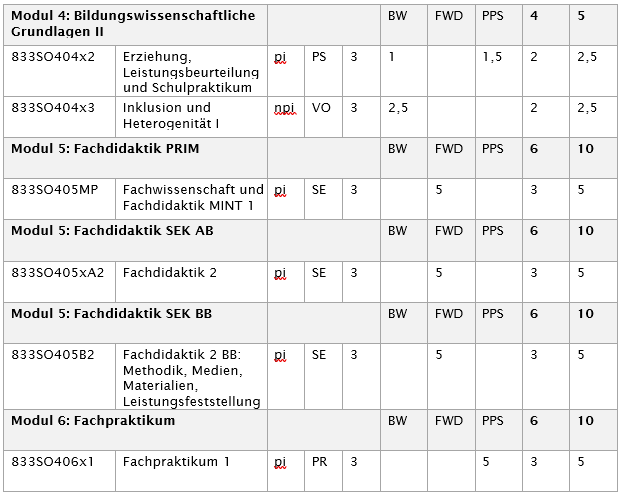 Modul 4: Bildungswissenschaftliche BW FWD PPS 4 5
Grundlagen II
833SO404x2 Erziehung, pi PS 3 1 1,5 2 2,5
Leistungsbeurteilung
und Schulpraktikum
833SO404x3 Inklusion und npi VO 3 2,5 2 2,5
Heterogenität I
Modul 5: Fachdidaktik PRIM BW FWD PPS 6 10
833SO405MP Fachwissenschaft und pi SE 3 5 3 5
Fachdidaktik MINT 1
Modul 5: Fachdidaktik SEK AB BW FWD PPS 6 10
833SO405xA2 Fachdidaktik 2 pi SE 3 5 3 5
Modul 5: Fachdidaktik SEK BB BW FWD PPS 6 10
833SO405B2 Fachdidaktik 2 BB: pi SE 3 5 3 5
Methodik, Medien,
Materialien,
Leistungsfeststellung
Modul 6: Fachpraktikum BW FWD PPS 6 10
833SO406x1 Fachpraktikum 1 pi PR 3 5 3 5